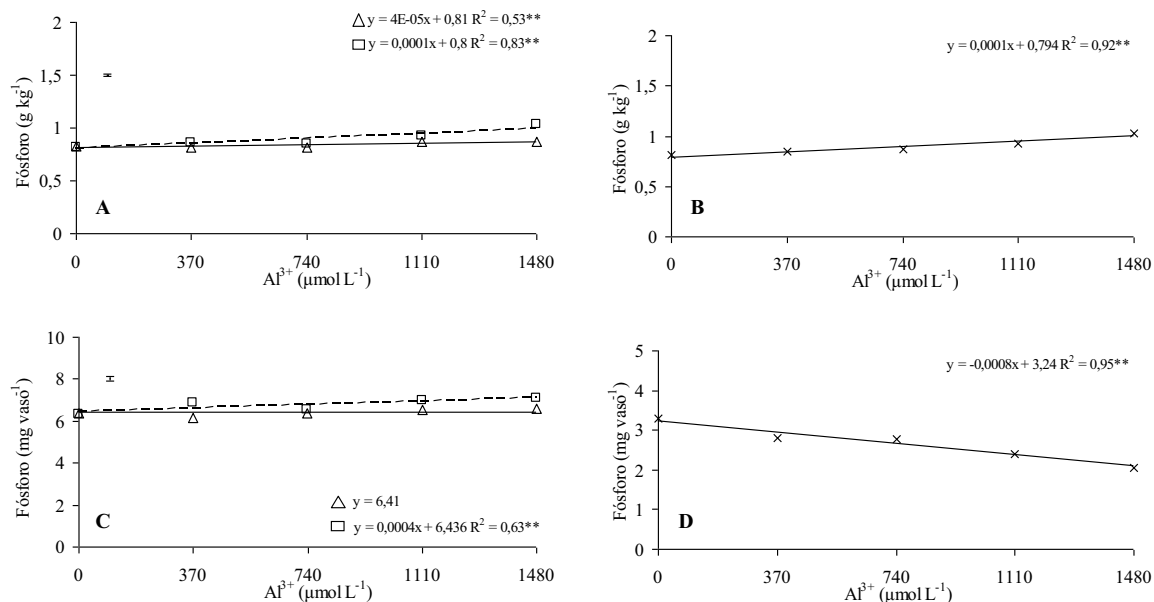 y = 4E-05x + 0,81 R² = 0,53**
y = 0,0001x + 0,8 R² = 0,83**
2
1,5
1
0,5
0
Fósforo (g kg⁻¹)
A
0 370 740 1110 1480
Al³⁺ (µmol L⁻¹)
y = 0,0001x + 0,794 R² = 0,92**
2
1,5
1
0,5
0
Fósforo (g kg⁻¹)
B
0 370 740 1110 1480
Al³⁺ (µmol L⁻¹)
10
8
6
4
2
0
Fósforo (mg vaso⁻¹)
y = 6,41
y = 0,0004x + 6,436 R² = 0,63**
C
0 370 740 1110 1480
Al³⁺ (µmol L⁻¹)
y = -0,0008x + 3,24 R² = 0,95**
5
4
3
2
1
0
Fósforo (mg vaso⁻¹)
D
0 370 740 1110 1480
Al³⁺ (µmol L⁻¹)